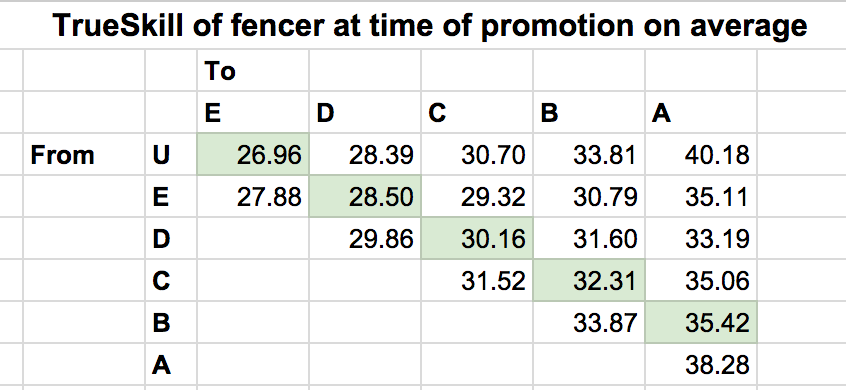 TrueSkill of fencer at time of promotion on average
To
E D C B A
From U 26.96 28.39 30.70 33.81 40.18
E 27.88 28.50 29.32 30.79 35.11
D 29.86 30.16 31.60 33.19
C 31.52 32.31 35.06
B 33.87 35.42
A 38.28